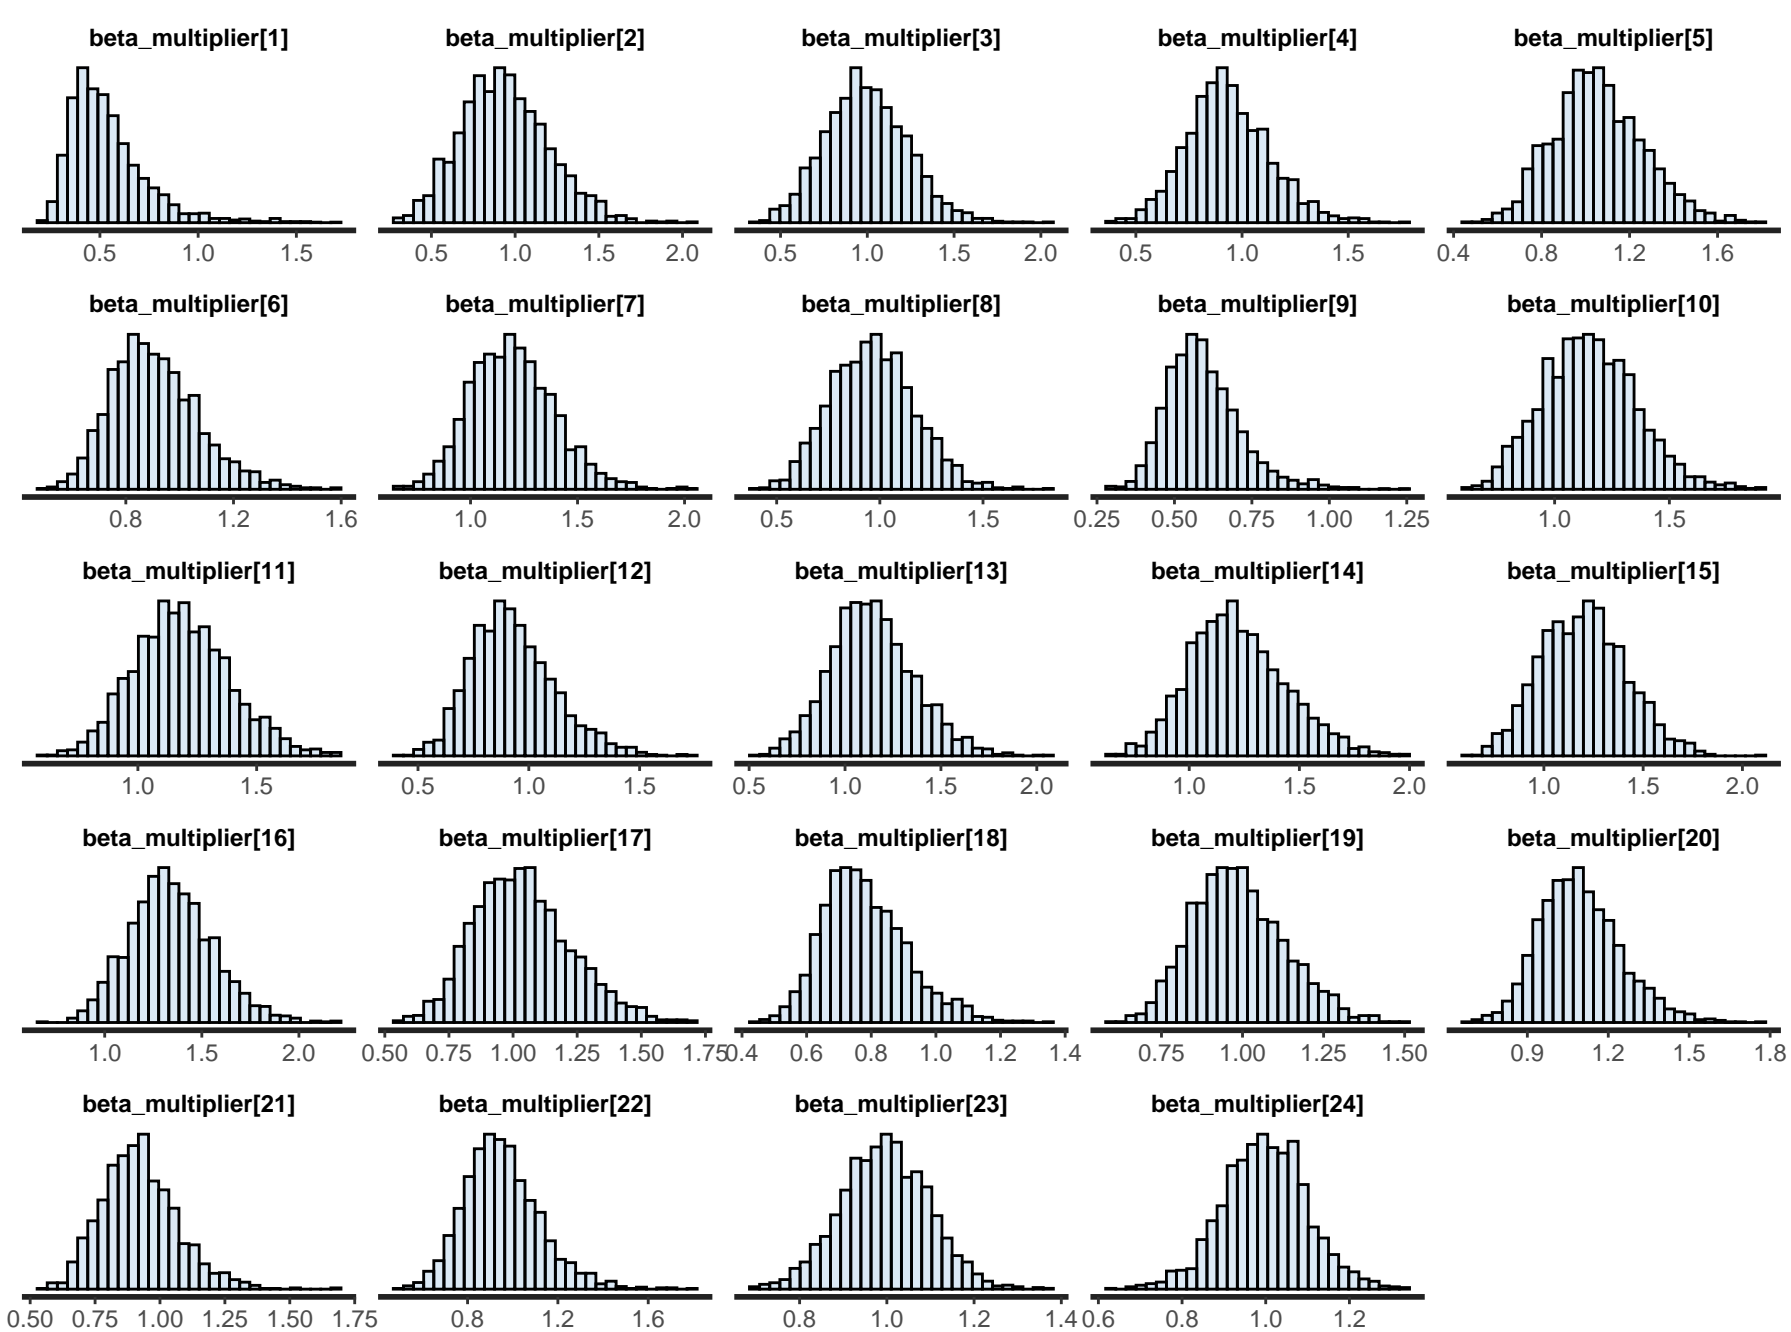 beta_multiplier[1] beta_multiplier[2] beta_multiplier[3] beta_multiplier[4] beta_multiplier[5]
0.5 1.0 1.5 0.5 1.0 1.5 2.0 0.5 1.0 1.5 2.0 0.5 1.0 1.5 0.4 0.8 1.2 1.6
beta_multiplier[6] beta_multiplier[7] beta_multiplier[8] beta_multiplier[9] beta_multiplier[10]
0.8 1.2 1.6 1.0 1.5 2.0 0.5 1.0 1.5 0.25 0.50 0.75 1.00 1.25 1.0 1.5
beta_multiplier[11] beta_multiplier[12] beta_multiplier[13] beta_multiplier[14] beta_multiplier[15]
1.0 1.5 0.5 1.0 1.5 0.5 1.0 1.5 2.0 1.0 1.5 2.0 1.0 1.5 2.0
beta_multiplier[16] beta_multiplier[17] beta_multiplier[18] beta_multiplier[19] beta_multiplier[20]
1.0 1.5 2.0 0.50 0.75 1.00 1.25 1.50 1.75 0.4 0.6 0.8 1.0 1.2 1.4 0.75 1.00 1.25 1.50 0.9 1.2 1.5 1.8
beta_multiplier[21] beta_multiplier[22] beta_multiplier[23] beta_multiplier[24]
0.50 0.75 1.00 1.25 1.50 1.75 0.8 1.2 1.6 0.8 1.0 1.2 1.4 0.6 0.8 1.0 1.2